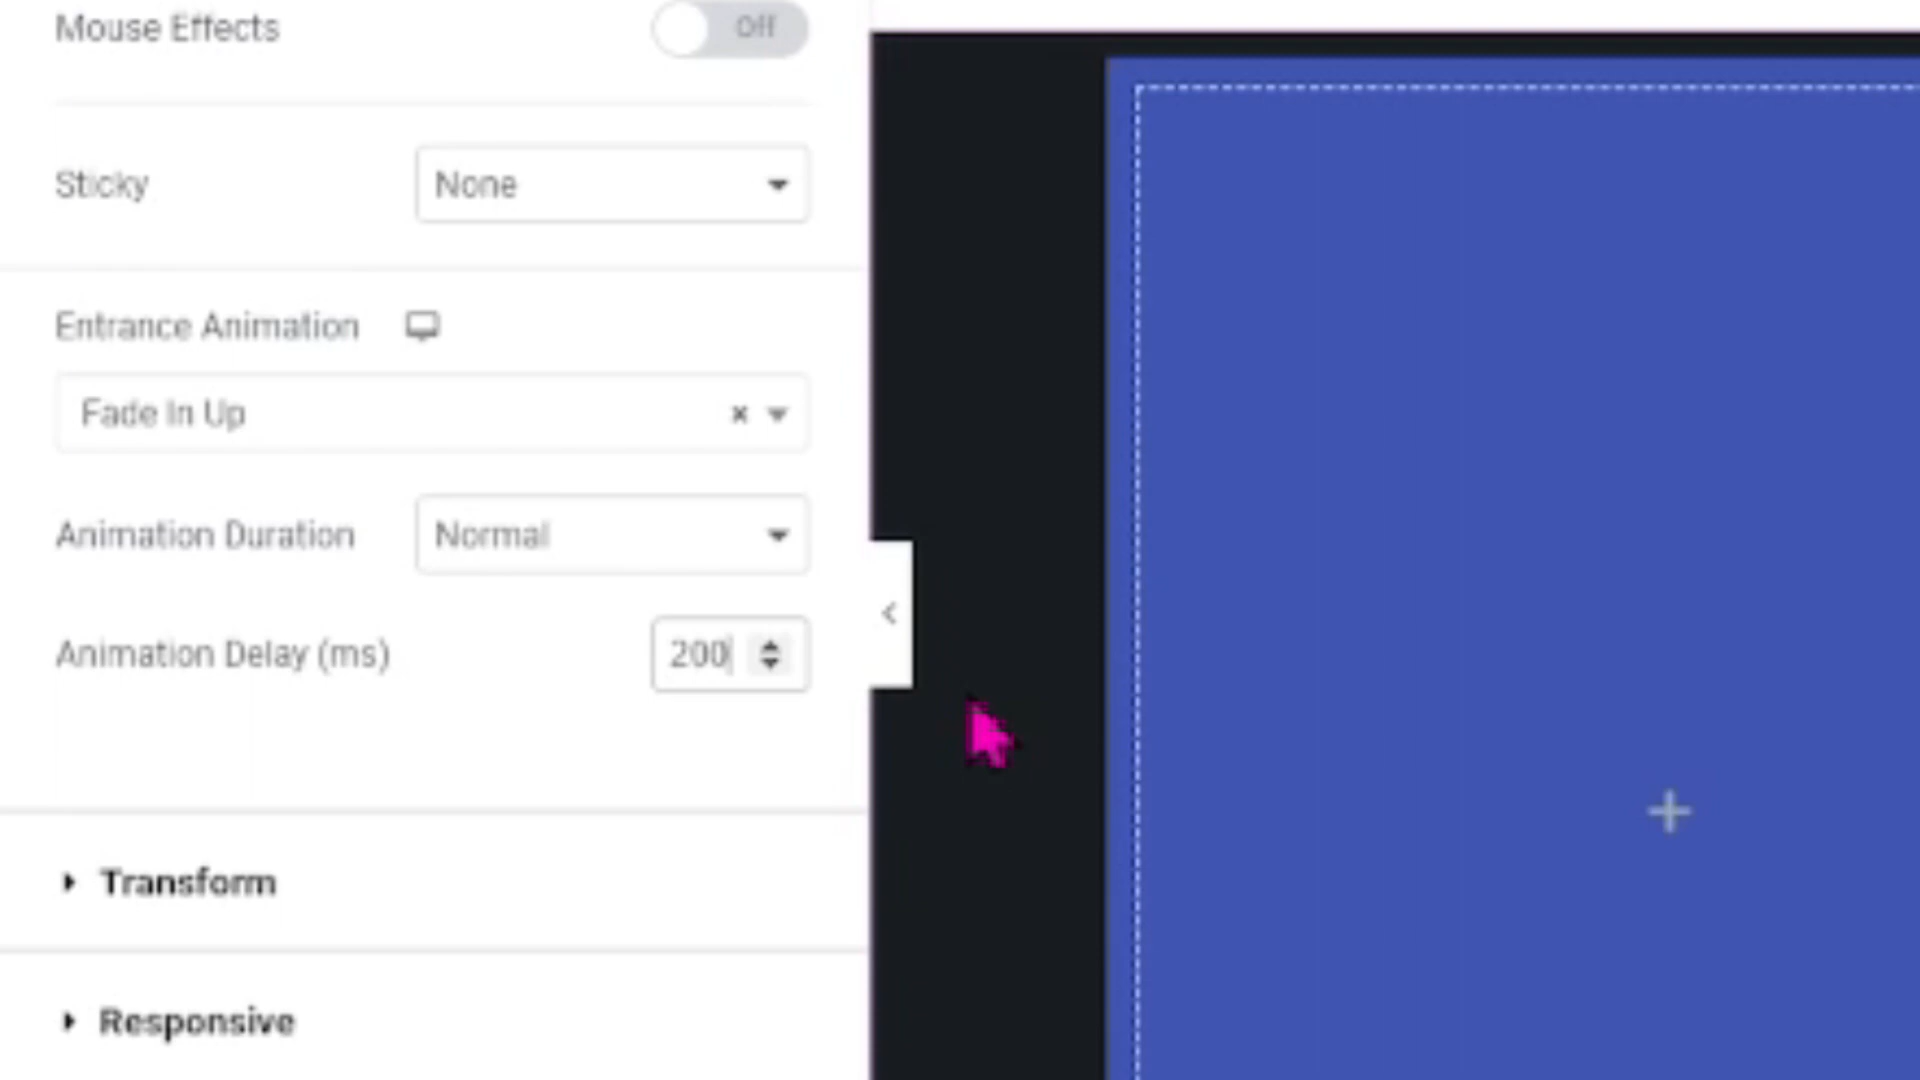 Mouse Effects
Off
Sticky
None
Entrance Animation
Fade In Up
Animation Duration
Normal
Animation Delay (ms)
200
Transform
Responsive